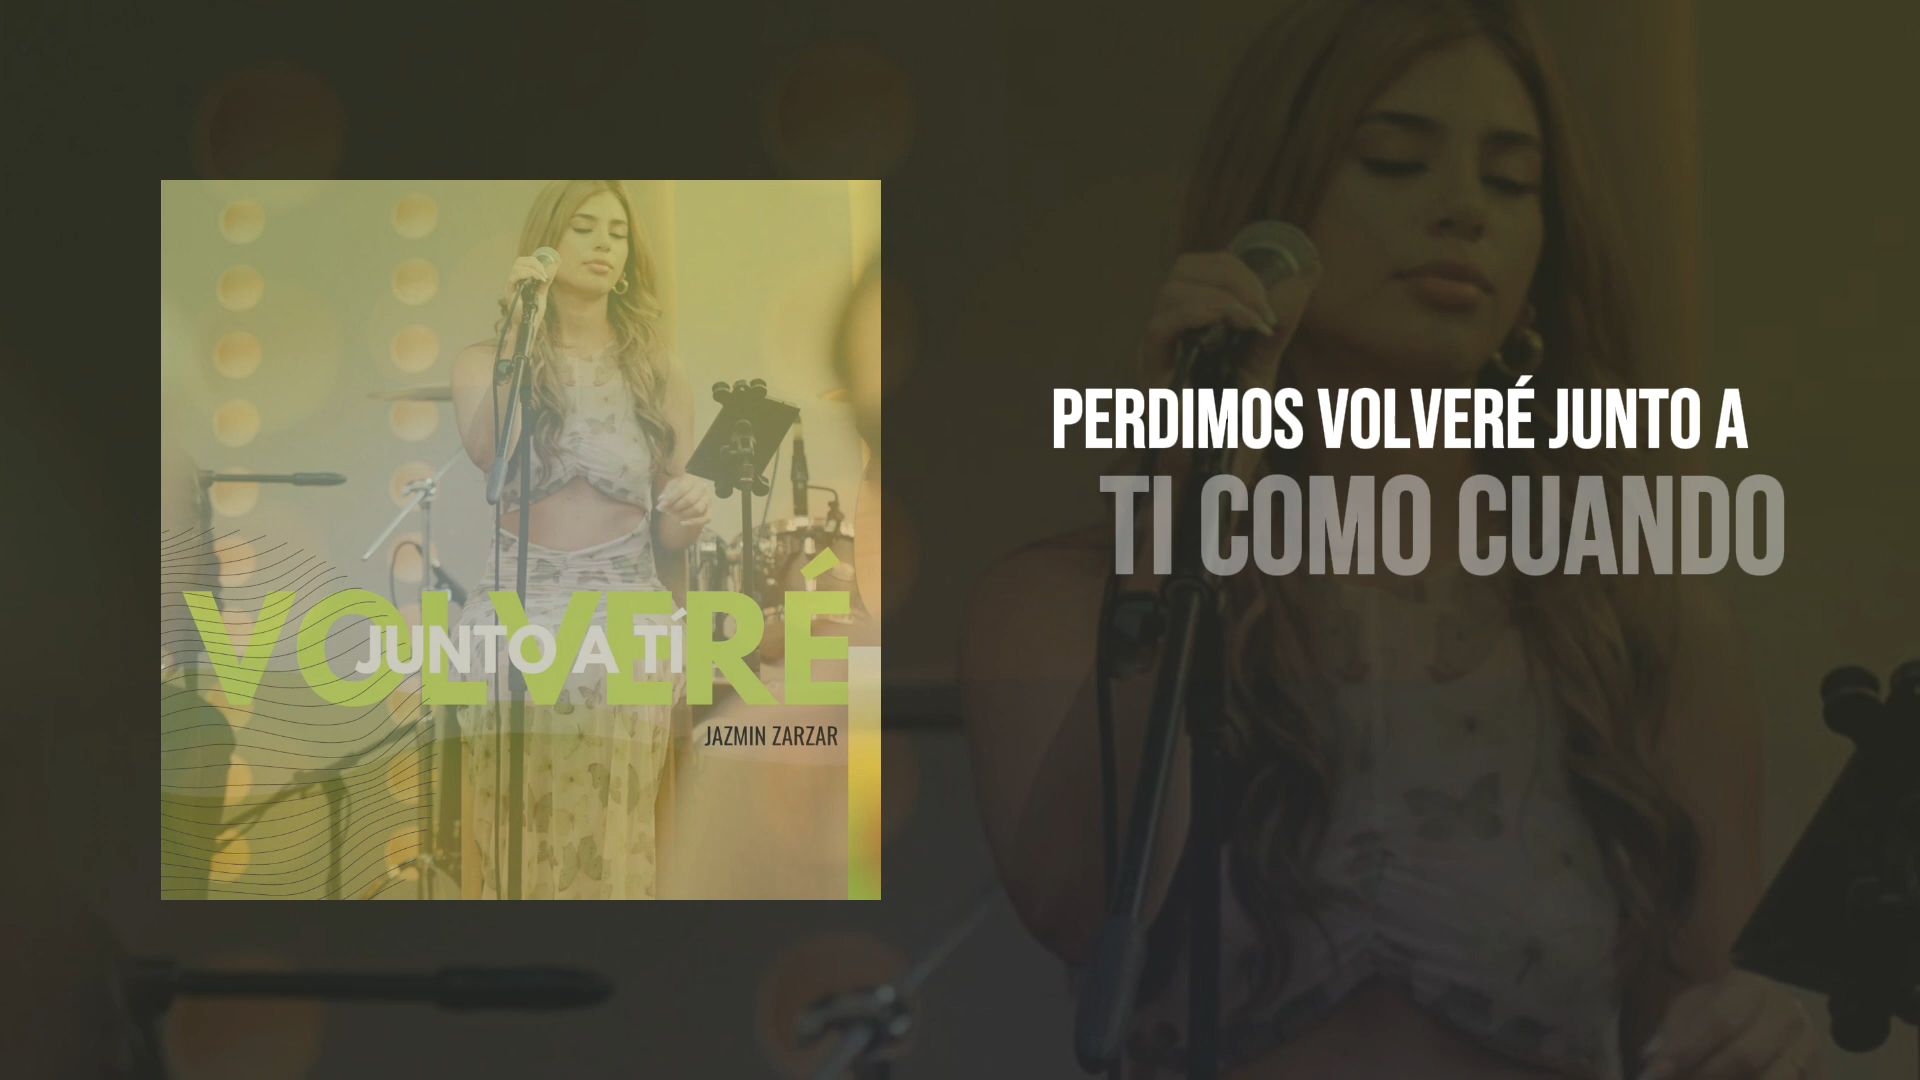 VOLVERÉ
JUNTO A TÍ
JAZMIN ZARZAR
PERDIMOS VOLVERÉ JUNTO A
TI COMO CUANDO